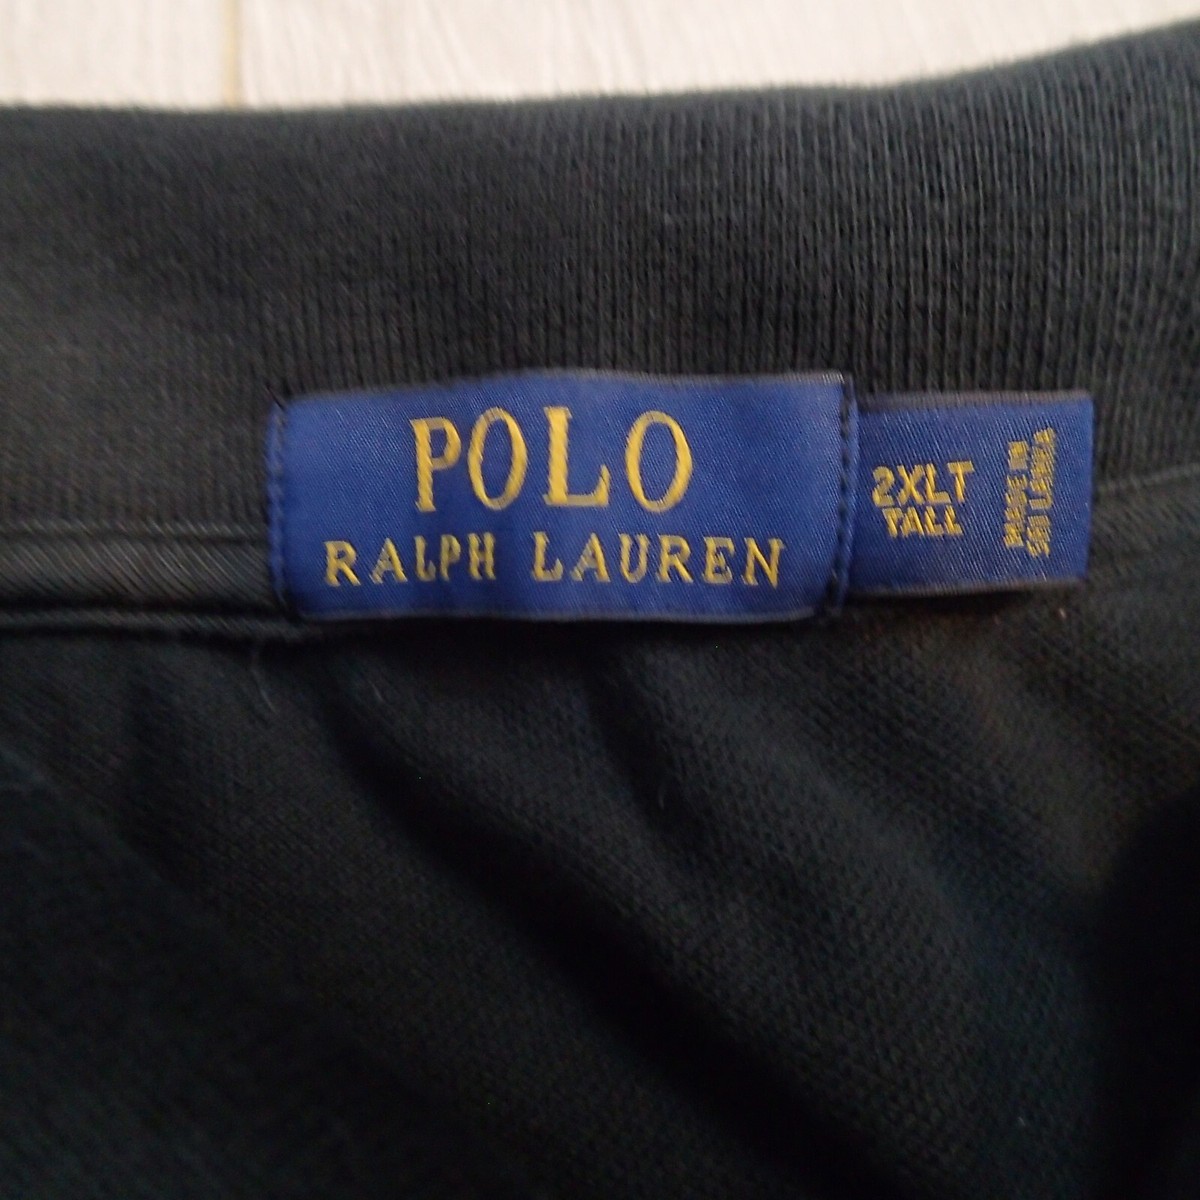 POLO
RALPH LAUREN
2XLT
TALL
MADE IN
SRI LANKA